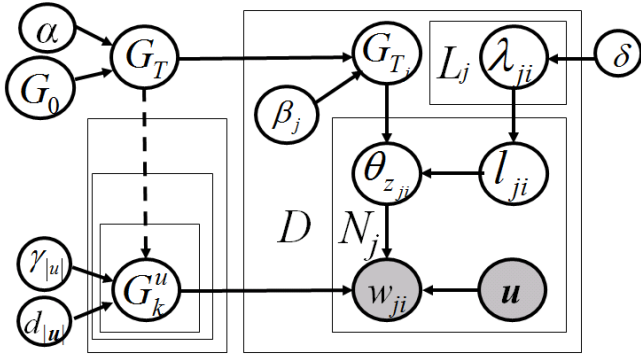 α
G_T
G_{T_j}
L_j
λ_{ji}
δ
G_0
β_j
θ_{z_{ji}}
l_{ji}
D
N_j
γ_{|u|}
G_k^u
w_{ji}
u
d_{|u|}